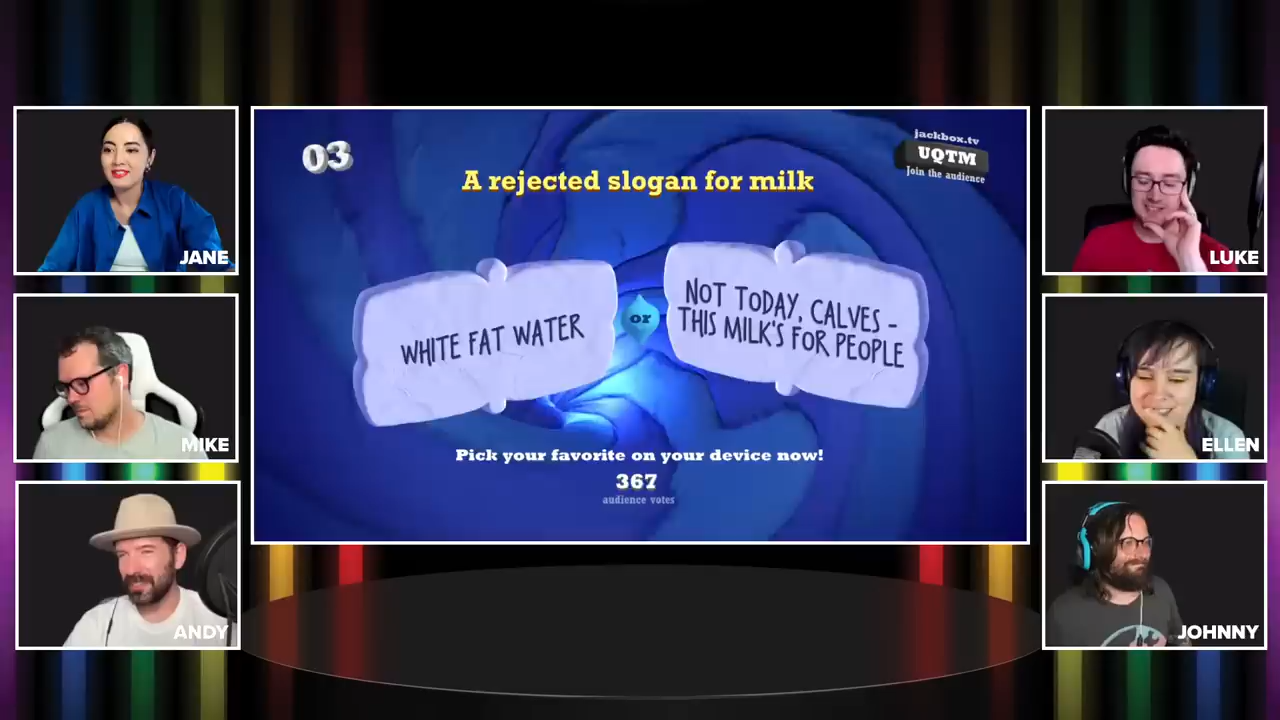 JANE
MIKE
ANDY
03
A rejected slogan for milk
jackbox.tv
UQTM
Join the audience
WHITE FAT WATER
or
NOT TODAY, CALVES –
THIS MILK'S FOR PEOPLE
Pick your favorite on your device now!
367
audience votes
LUKE
ELLEN
JOHNNY